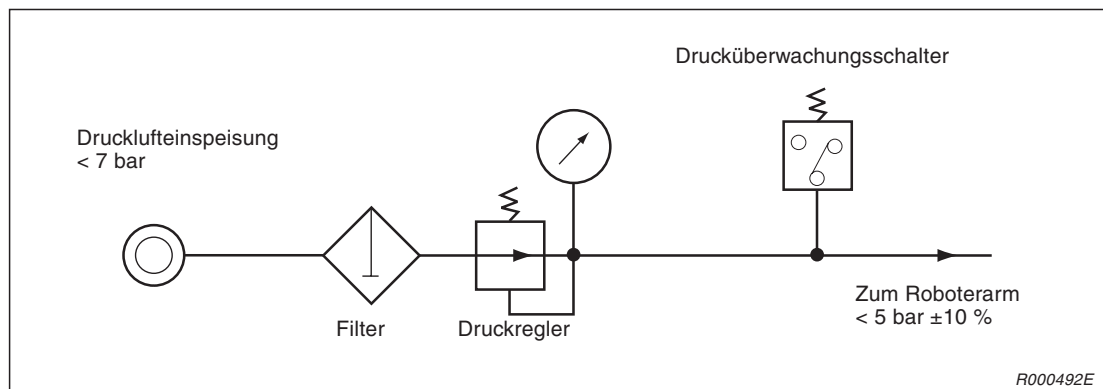 Drucküberwachungsschalter
Drucklufteinspeisung
< 7 bar
Filter
Druckregler
Zum Roboterarm
< 5 bar ±10 %
R000492E